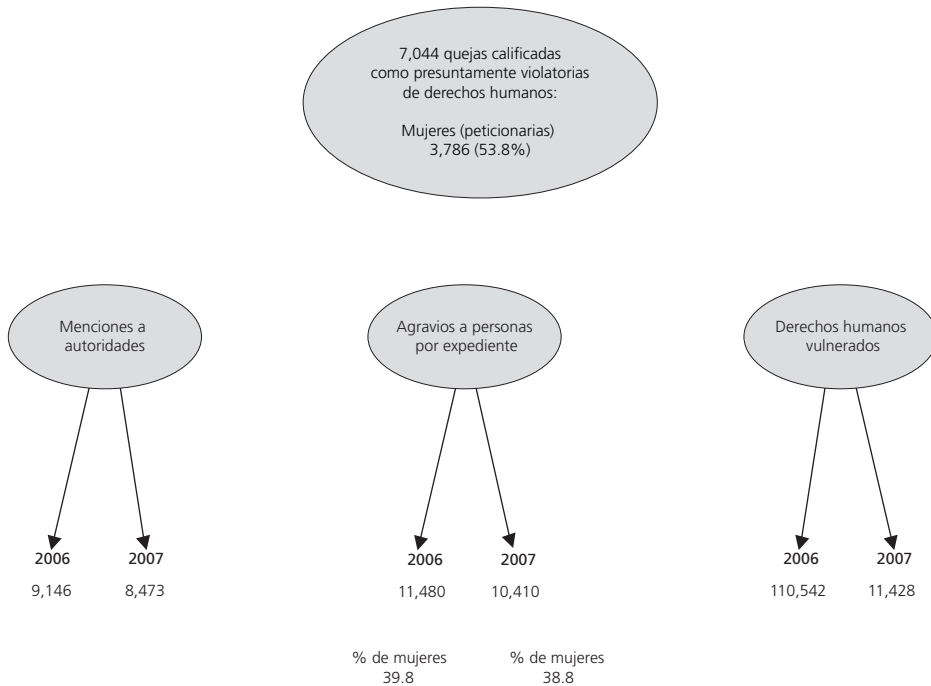 7,044 quejas calificadas
como presuntamente violatorias
de derechos humanos:
Mujeres (peticionarias)
3,786 (53.8%)
Menciones a
autoridades
2006
2007
9,146
8,473
Agravios a personas
por expediente
2006
2007
11,480
10,410
% de mujeres
39.8
% de mujeres
38.8
Derechos humanos
vulnerados
2006
2007
110,542
11,428